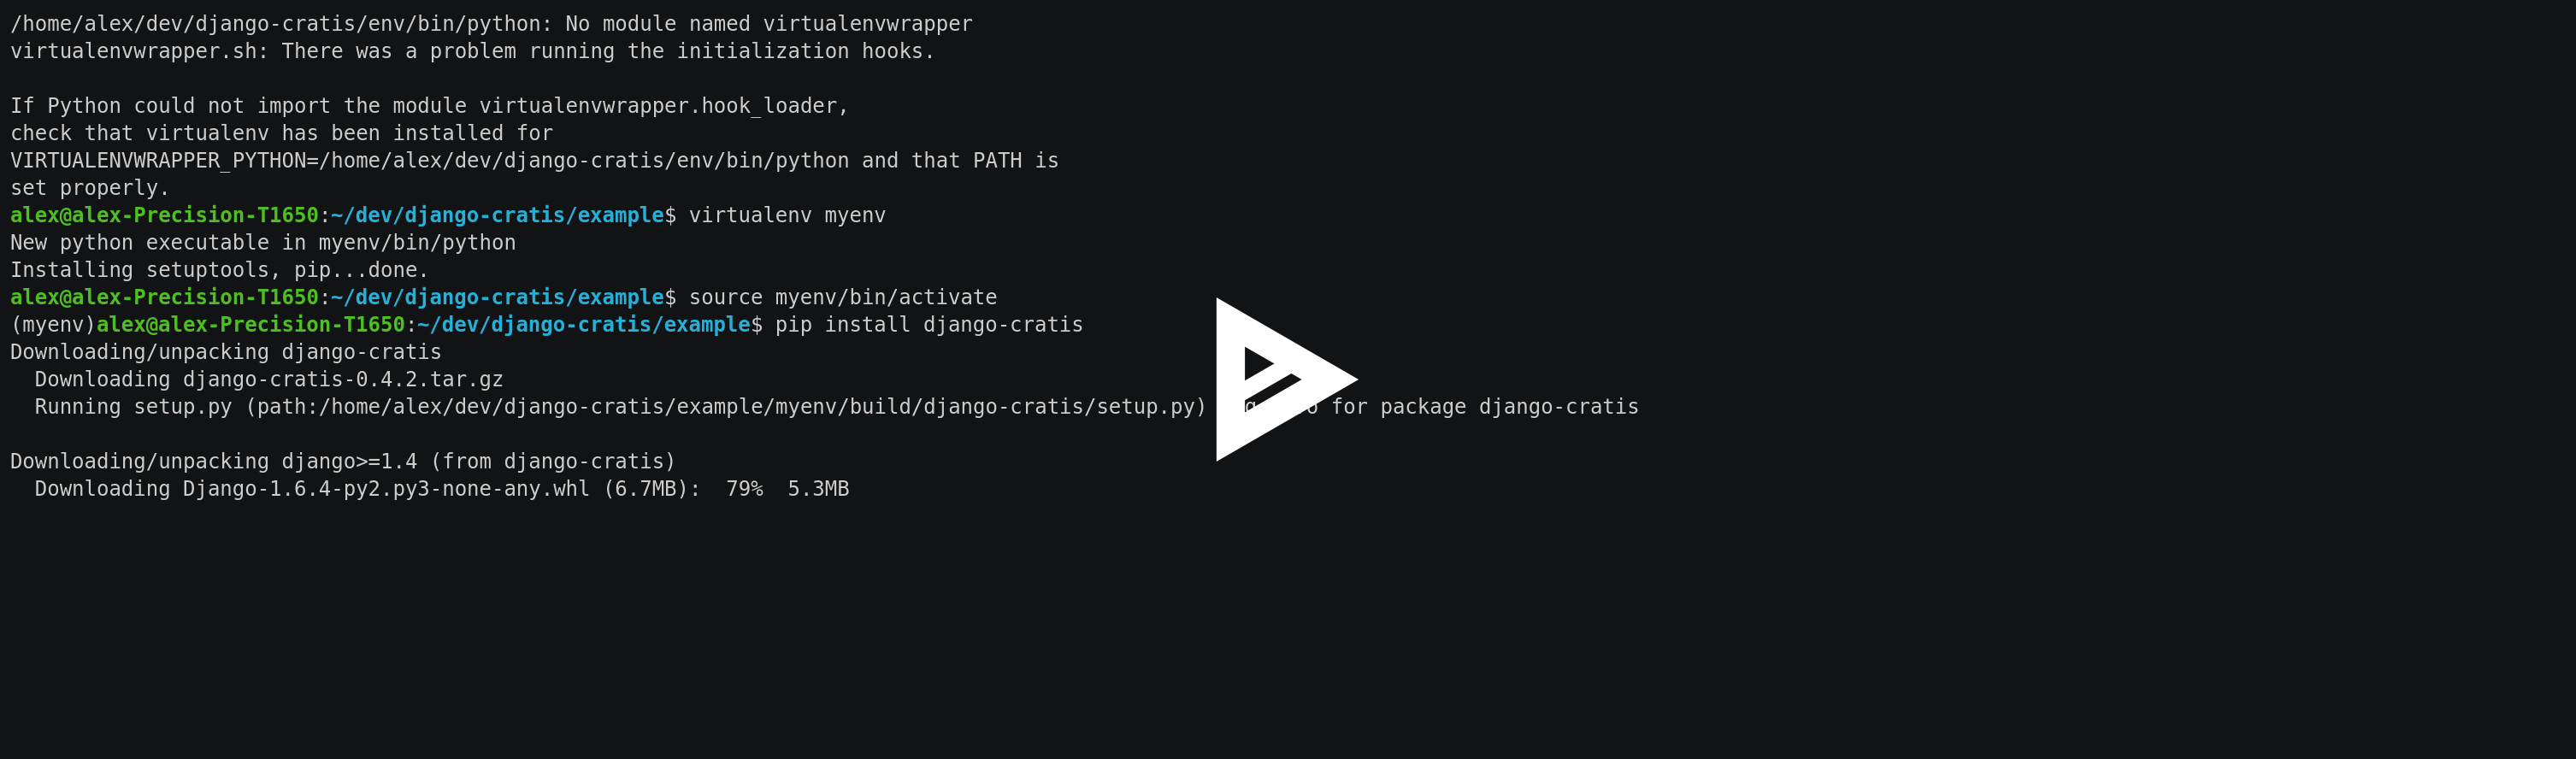 /home/alex/dev/django-cratis/env/bin/python: No module named virtualenvwrapper
virtualenvwrapper.sh: There was a problem running the initialization hooks.

If Python could not import the module virtualenvwrapper.hook_loader,
check that virtualenv has been installed for
VIRTUALENVWRAPPER_PYTHON=/home/alex/dev/django-cratis/env/bin/python and that PATH is
set properly.
alex@alex-Precision-T1650:~/dev/django-cratis/example$ virtualenv myenv
New python executable in myenv/bin/python
Installing setuptools, pip...done.
alex@alex-Precision-T1650:~/dev/django-cratis/example$ source myenv/bin/activate
(myenv)alex@alex-Precision-T1650:~/dev/django-cratis/example$ pip install django-cratis
Downloading/unpacking django-cratis
  Downloading django-cratis-0.4.2.tar.gz
  Running setup.py (path:/home/alex/dev/django-cratis/example/myenv/build/django-cratis/setup.py) for package django-cratis

Downloading/unpacking django>=1.4 (from django-cratis)
  Downloading Django-1.6.4-py2.py3-none-any.whl (6.7MB):  79%  5.3MB